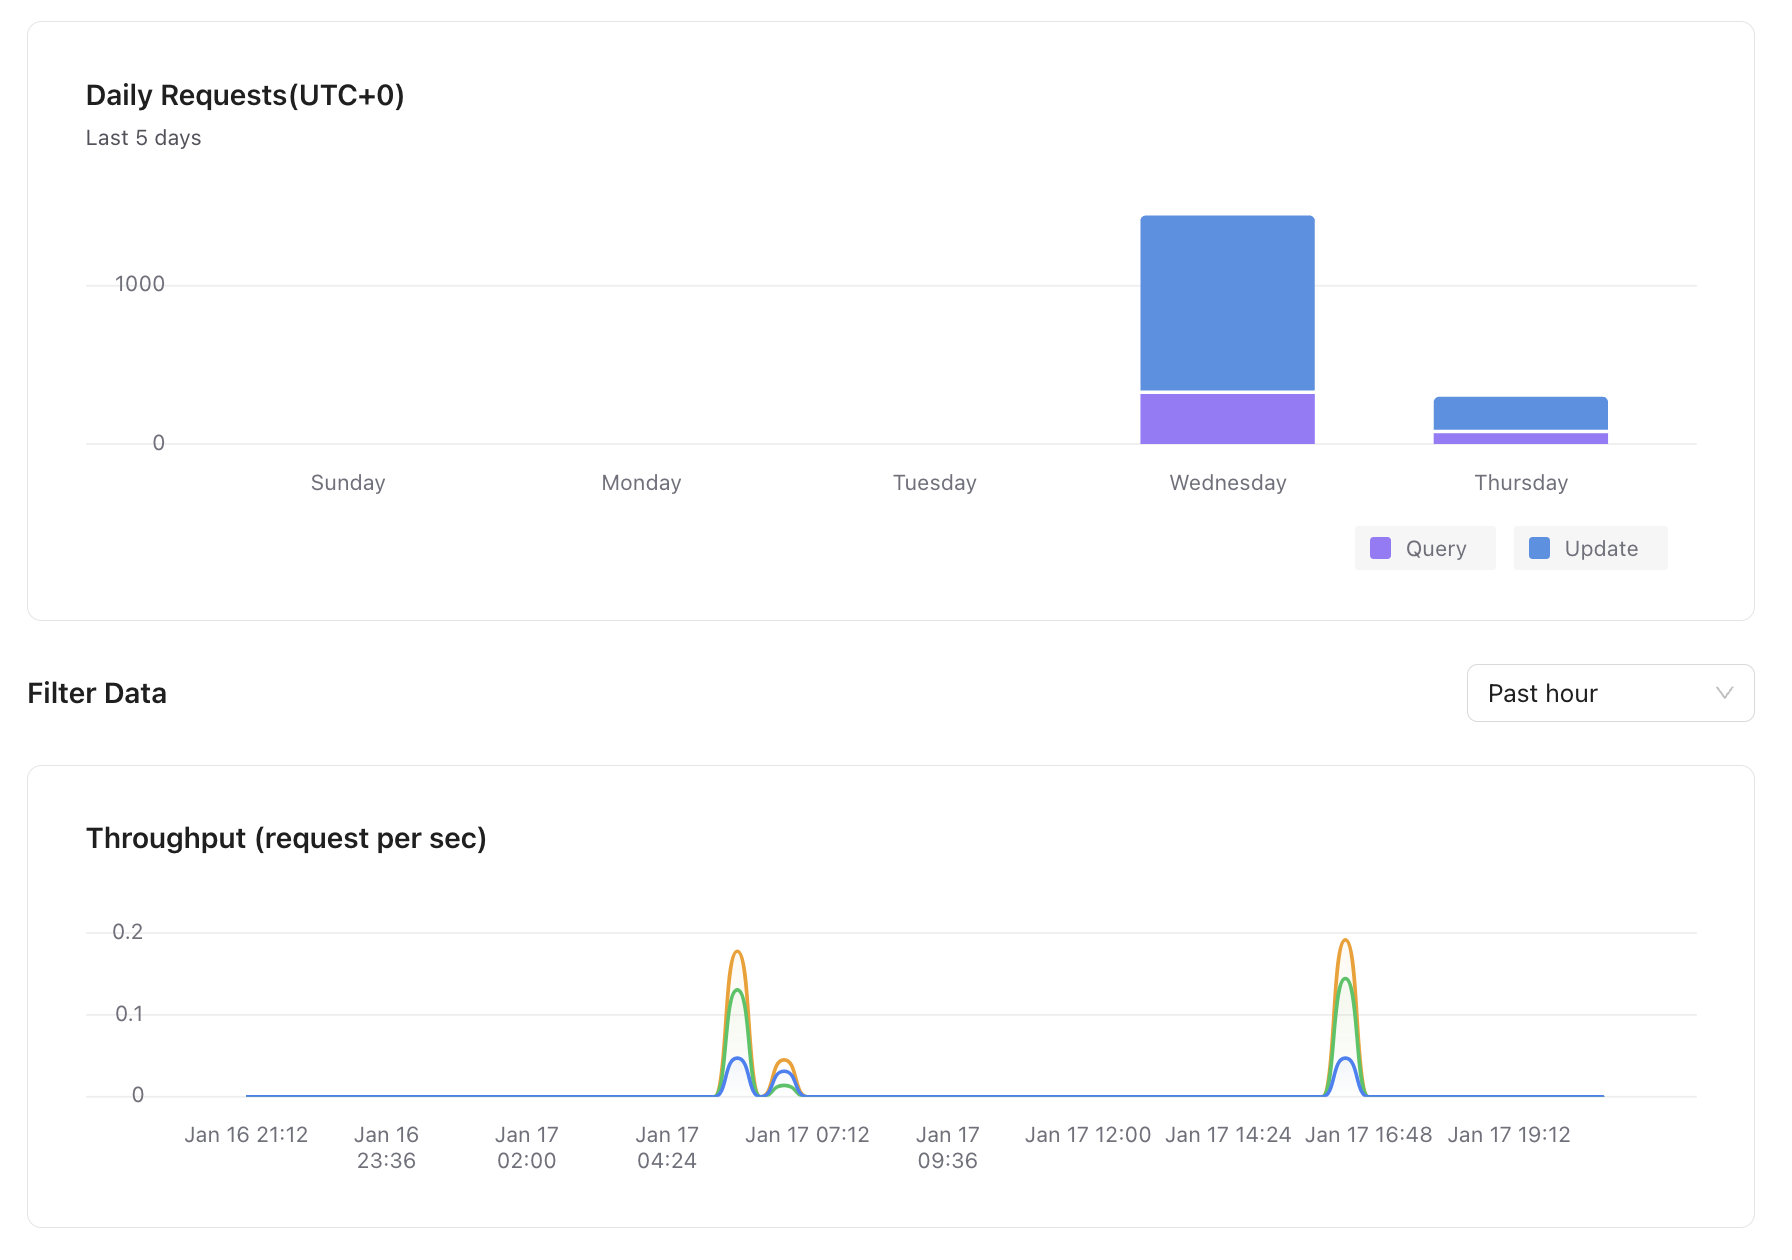 Daily Requests(UTC+0)
Last 5 days
1000
0
Sunday Monday Tuesday Wednesday Thursday
Query Update
Filter Data
Past hour
Throughput (request per sec)
0.2
0.1
0
Jan 16 21:12 Jan 16 Jan 17 Jan 17 Jan 17 07:12 Jan 17 Jan 17 12:00 Jan 17 14:24 Jan 17 16:48 Jan 17 19:12
23:36 02:00 04:24 09:36